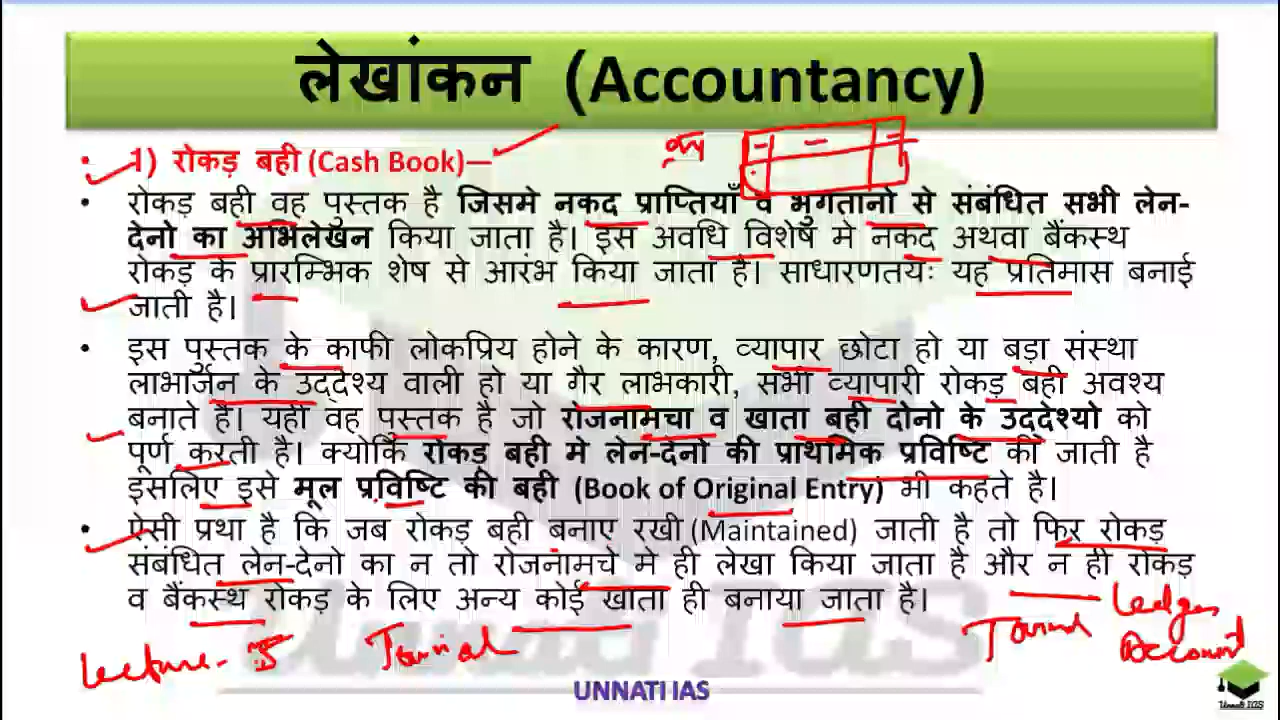 लेखांकन (Accountancy)
• 1) रोकड़ बही (Cash Book)—
• रोकड़ बही वह पुस्तक है जिसमे नकद प्राप्तियाँ व भुगतानो से संबंधित सभी लेन-
देनो का अभिलेखन किया जाता है। इस अवधि विशेष मे नकद अथवा बैंकस्थ
रोकड़ के प्रारम्भिक शेष से आरंभ किया जाता है। साधारणतयः यह प्रतिमास बनाई
जाती है।
• इस पुस्तक के काफी लोकप्रिय होने के कारण, व्यापार छोटा हो या बड़ा संस्था
लाभार्जन के उद्देश्य वाली हो या गैर लाभकारी, सभी व्यापारी रोकड़ बही अवश्य
बनाते है। यही वह पुस्तक है जो रोजनामचा व खाता बही दोनो के उद्देश्यो को
पूर्ण करती है। क्योकि रोकड़ बही मे लेन-देनो की प्राथमिक प्रविष्टि की जाती है
इसलिए इसे मूल प्रविष्टि की बही (Book of Original Entry) भी कहते है।
• ऐसी प्रथा है कि जब रोकड़ बही बनाए रखी (Maintained) जाती है तो फिर रोकड़
संबंधित लेन-देनो का न तो रोजनामचे मे ही लेखा किया जाता है और न ही रोकड़
व बैंकस्थ रोकड़ के लिए अन्य कोई खाता ही बनाया जाता है।
Ledger
Lecture-
Account
UNNATI IAS
Unnati IAS
Unnati IAS